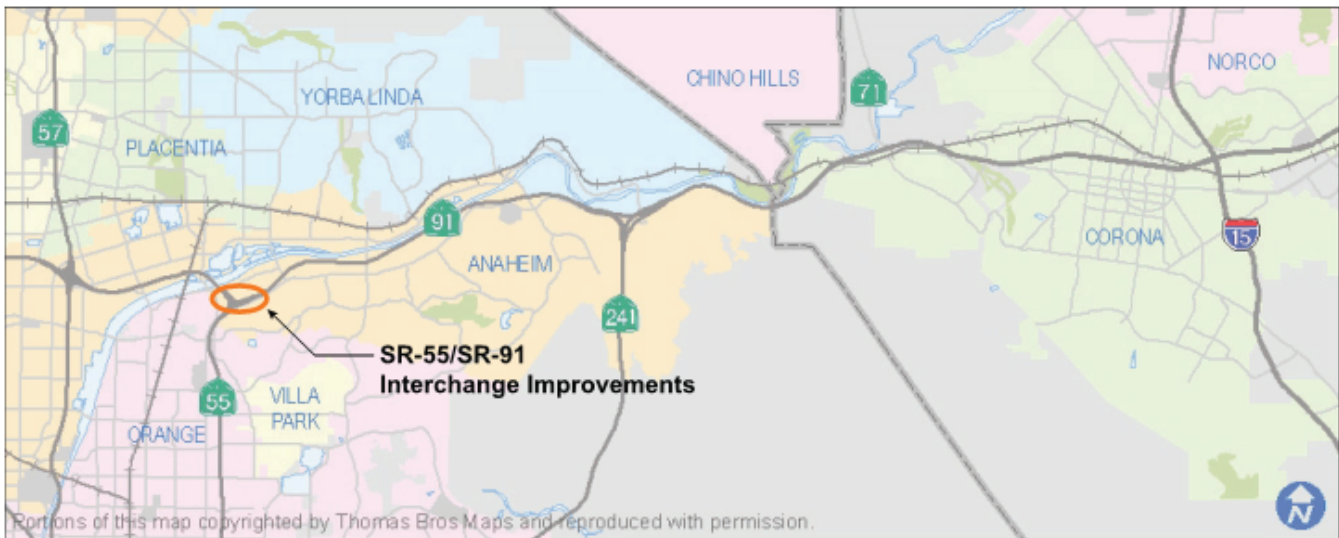 CHINO HILLS
NORCO
71
YORBA LINDA
57
PLACENTIA
91
15
CORONA
ANAHEIM
241
SR-55/SR-91
Interchange Improvements
55
VILLA
PARK
ORANGE
Portions of this map copyrighted by Thomas Bros Maps and reproduced with permission.
N